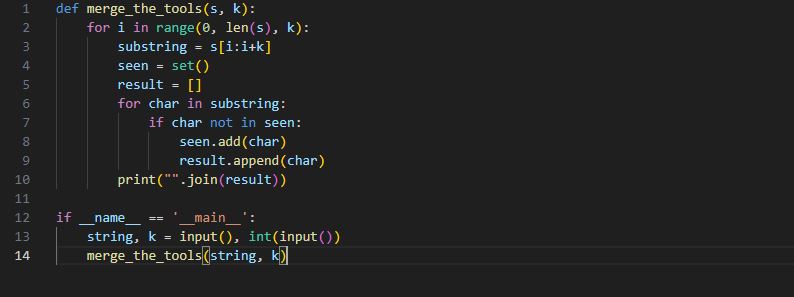 1 def merge_the_tools(s, k):
2     for i in range(0, len(s), k):
3         substring = s[i:i+k]
4         seen = set()
5         result = []
6         for char in substring:
7             if char not in seen:
8                 seen.add(char)
9                 result.append(char)
10         print("".join(result))
11
12 if __name__ == '__main__':
13     string, k = input(), int(input())
14     merge_the_tools(string, k)